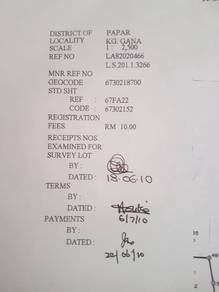 DISTRICT OF PAPAR
LOCALITY KG. GANA
SCALE 1 : 2,500
REF NO LA82020466
L.S.201.1.3266
MNR REF NO
GEOCODE 6730218700
STD SHT
REF : 67FA22
CODE : 67302152
REGISTRATION
FEES RM 10.00
RECEIPTS NOS.
EXAMINED FOR
SURVEY LOT
BY :
DATED : 18.06.10
TERMS
BY :
DATED : 6/7/10
PAYMENTS
BY :
DATED : 22/06/10